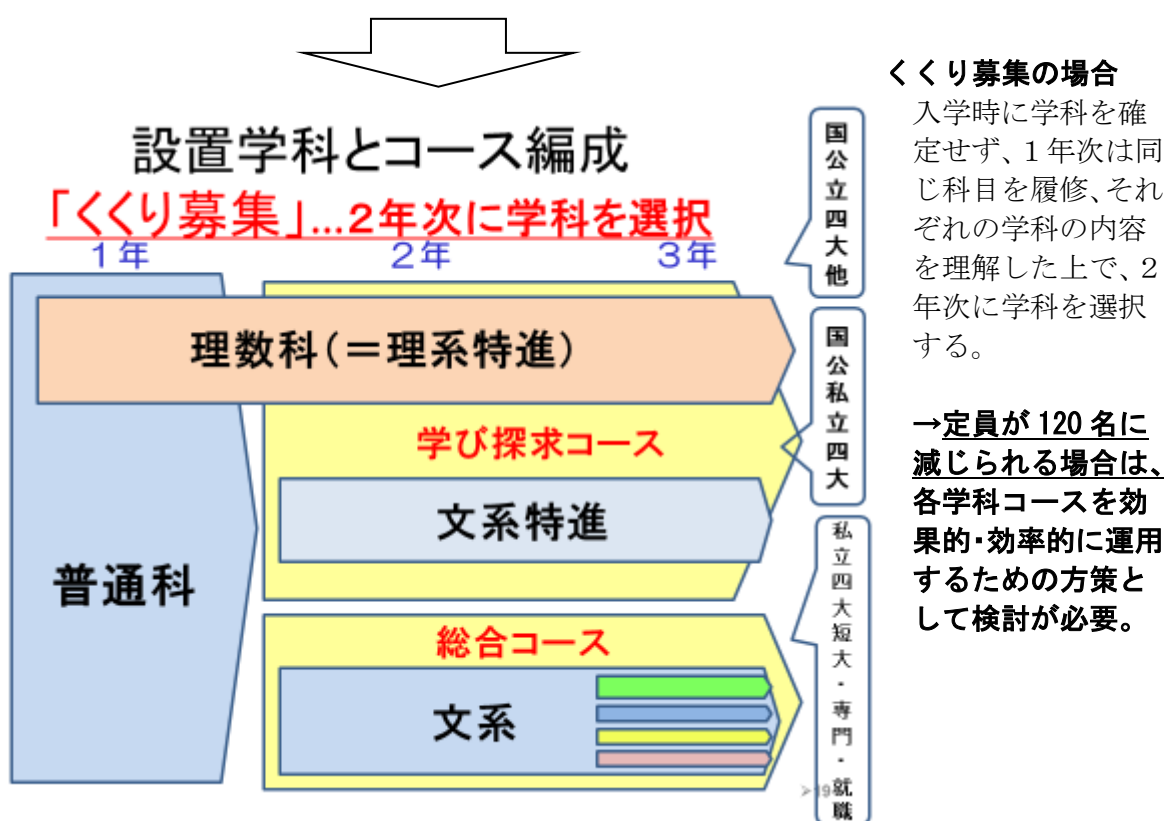 設置学科とコース編成
「くくり募集」…２年次に学科を選択
１年
２年
３年
理数科（＝理系特進）
学び探求コース
文系特進
普通科
総合コース
文系
国公立四大他
国公私立四大
私立四大短大・専門・就職
➢19
くくり募集の場合
入学時に学科を確
定せず、１年次は同
じ科目を履修、それ
ぞれの学科の内容
を理解した上で、２
年次に学科を選択
する。
→定員が 120 名に
減じられる場合は、
各学科コースを効
果的・効率的に運用
するための方策と
して検討が必要。